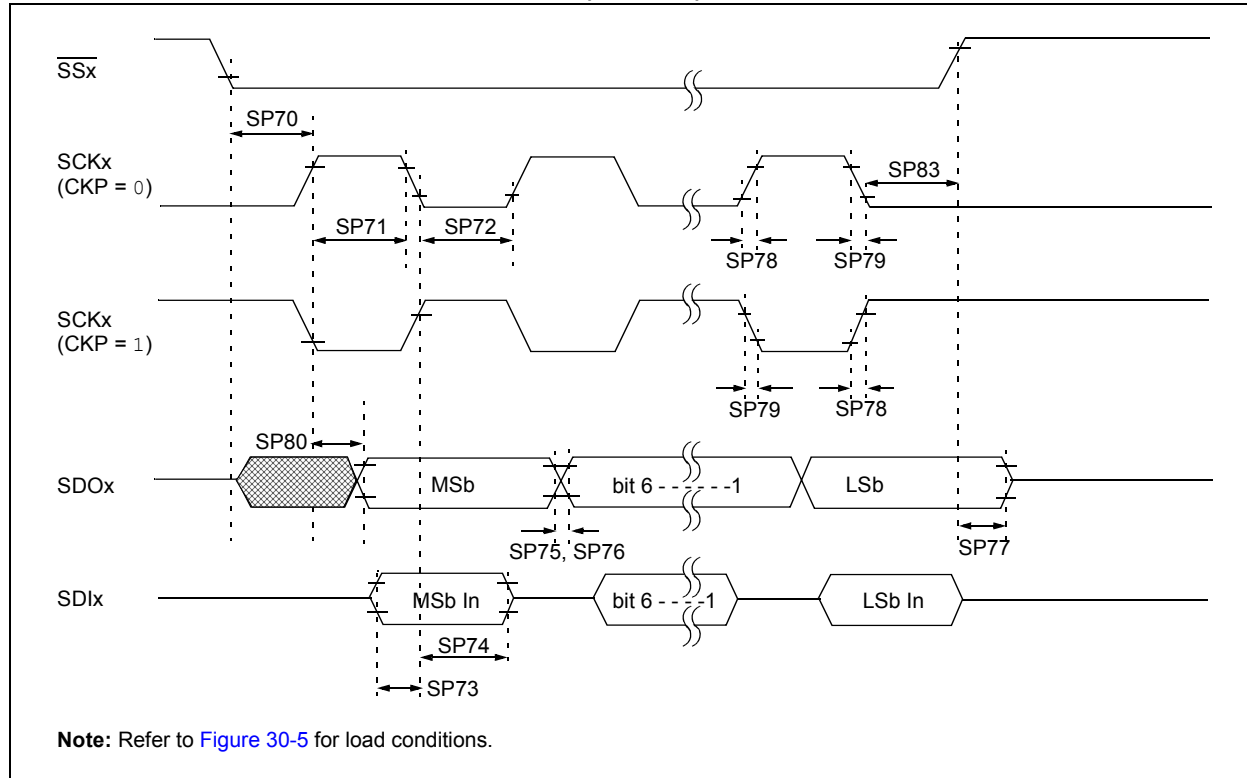 SSx
SP70
SCKx
(CKP = 0)
SP83
SP71
SP72
SP78
SP79
SCKx
(CKP = 1)
SP79
SP78
SP80
SDOx
MSb
bit 6 - - - - - - -1
LSb
SP75, SP76
SP77
SDIx
MSb In
bit 6 - - - - -1
LSb In
SP74
SP73
Note: Refer to Figure 30-5 for load conditions.